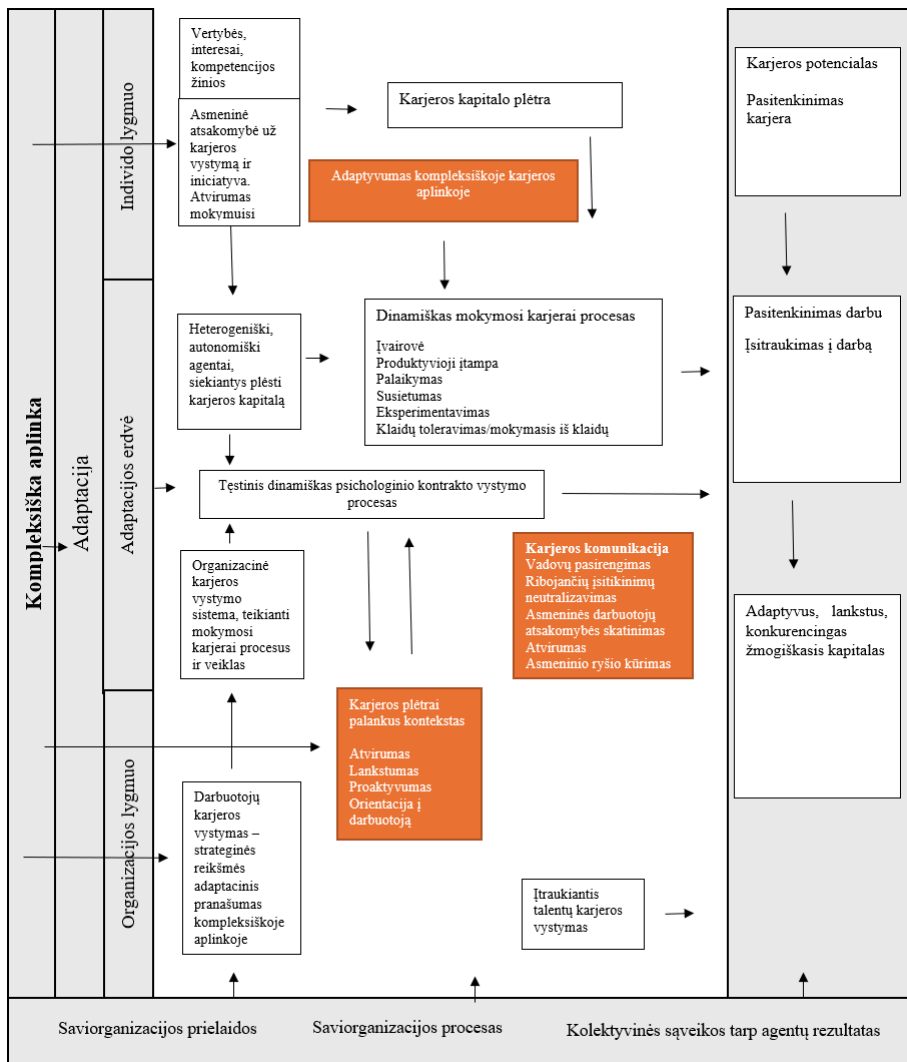 Kompleksiška aplinka
Adaptacija
Individo lygmuo
Adaptacijos erdvė
Organizacijos lygmuo
Vertybės,
interesai,
kompetencijos
žinios
Asmeninė
atsakomybė už
karjeros
vystymą ir
iniciatyva.
Atvirumas
mokymuisi
Karjeros kapitalo plėtra
Adaptyvumas kompleksiškoje karjeros
aplinkoje
Karjeros potencialas
Pasitenkinimas
karjera
Heterogeniški,
autonomiški
agentai,
siekiantys plėsti
karjeros kapitalą
Dinamiškas mokymosi karjerai procesas
Įvairovė
Produktyvioji įtampa
Palaikymas
Susietumas
Eksperimentavimas
Klaidų toleravimas/mokymasis iš klaidų
Pasitenkinimas darbu
Įsitraukimas į darbą
Tęstinis dinamiškas psichologinio kontrakto vystymo
procesas
Organizacinė
karjeros
vystymo
sistema, teikianti
mokymosi
karjerai procesus
ir veiklas
Karjeros komunikacija
Vadovų pasirengimas
Ribojančių įsitikinimų
neutralizavimas
Asmeninės darbuotojų
atsakomybės skatinimas
Atvirumas
Asmeninio ryšio kūrimas
Adaptyvus, lankstus,
konkurencingas
žmogiškasis kapitalas
Karjeros plėtrai
palankus kontekstas
Atvirumas
Lankstumas
Proaktyvumas
Orientacija į
darbuotoją
Darbuotojų
karjeros
vystymas –
strateginės
reikšmės
adaptacinis
pranašumas
kompleksiškoje
aplinkoje
Įtraukiantis
talentų karjeros
vystymas
Saviorganizacijos prielaidos
Saviorganizacijos procesas
Kolektyvinės sąveikos tarp agentų rezultatas